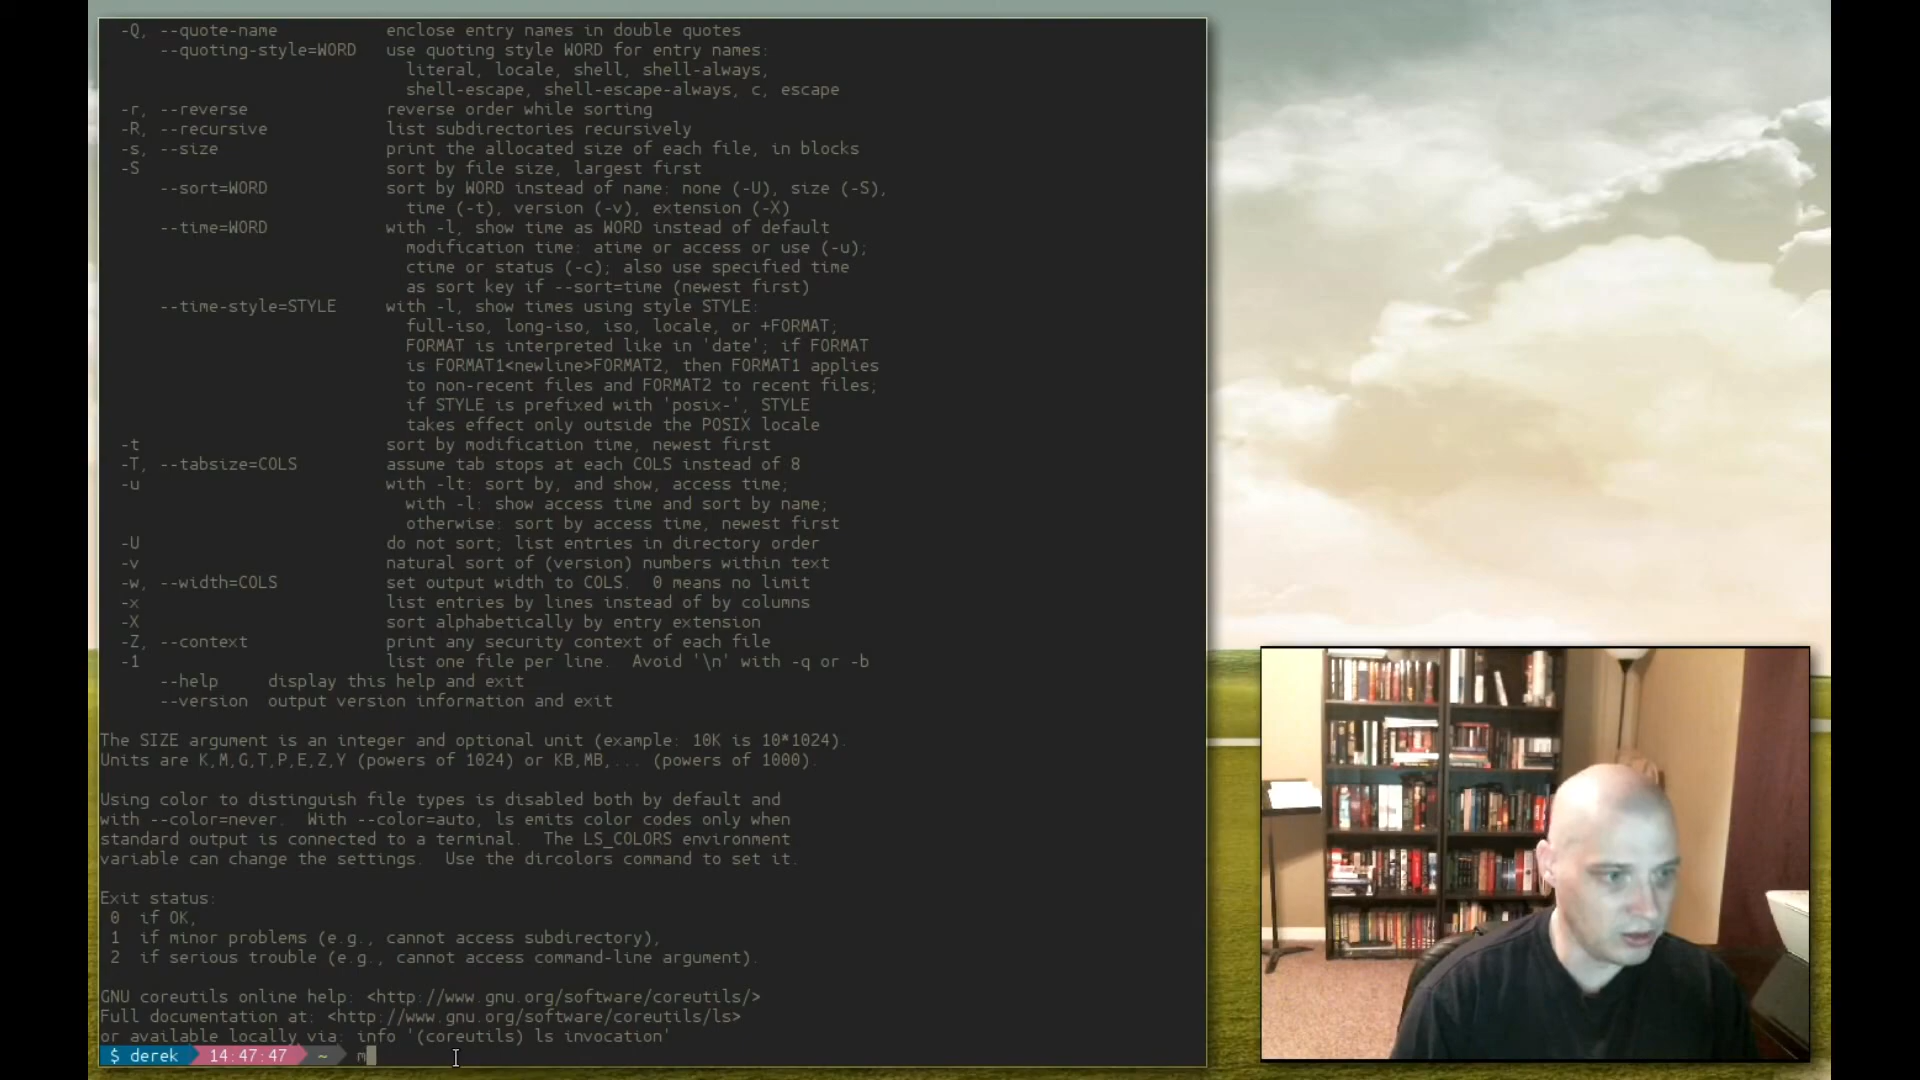 -Q, --quote-name enclose entry names in double quotes
--quoting-style=WORD use quoting style WORD for entry names:
literal, locale, shell, shell-always,
shell-escape, shell-escape-always, c, escape
-r, --reverse reverse order while sorting
-R, --recursive list subdirectories recursively
-s, --size print the allocated size of each file, in blocks
-S sort by file size, largest first
--sort=WORD sort by WORD instead of name: none (-U), size (-S),
time (-t), version (-v), extension (-X)
--time=WORD with -l, show time as WORD instead of default
modification time: atime or access or use (-u);
ctime or status (-c); also use specified time
as sort key if --sort=time (newest first)
--time-style=STYLE with -l, show times using style STYLE:
full-iso, long-iso, iso, locale, or +FORMAT;
FORMAT is interpreted like in 'date'; if FORMAT
is FORMAT1<newline>FORMAT2, then FORMAT1 applies
to non-recent files and FORMAT2 to recent files;
if STYLE is prefixed with 'posix-', STYLE
takes effect only outside the POSIX locale
-t sort by modification time, newest first
-T, --tabsize=COLS assume tab stops at each COLS instead of 8
-u with -lt: sort by, and show, access time;
with -l: show access time and sort by name;
otherwise: sort by access time, newest first
-U do not sort; list entries in directory order
-v natural sort of (version) numbers within text
-w, --width=COLS set output width to COLS. 0 means no limit
-x list entries by lines instead of by columns
-X sort alphabetically by entry extension
-Z, --context print any security context of each file
-1 list one file per line. Avoid '\n' with -q or -b
--help display this help and exit
--version output version information and exit
The SIZE argument is an integer and optional unit (example: 10K is 10*1024).
Units are K,M,G,T,P,E,Z,Y (powers of 1024) or KB,MB,... (powers of 1000).
Using color to distinguish file types is disabled both by default and
with --color=never. With --color=auto, ls emits color codes only when
standard output is connected to a terminal. The LS_COLORS environment
variable can change the settings. Use the dircolors command to set it.
Exit status:
0 if OK,
1 if minor problems (e.g., cannot access subdirectory),
2 if serious trouble (e.g., cannot access command-line argument).
GNU coreutils online help: <http://www.gnu.org/software/coreutils/>
Full documentation at: <http://www.gnu.org/software/coreutils/ls>
or available locally via: info '(coreutils) ls invocation'
$ derek 14:47:47 ~ m